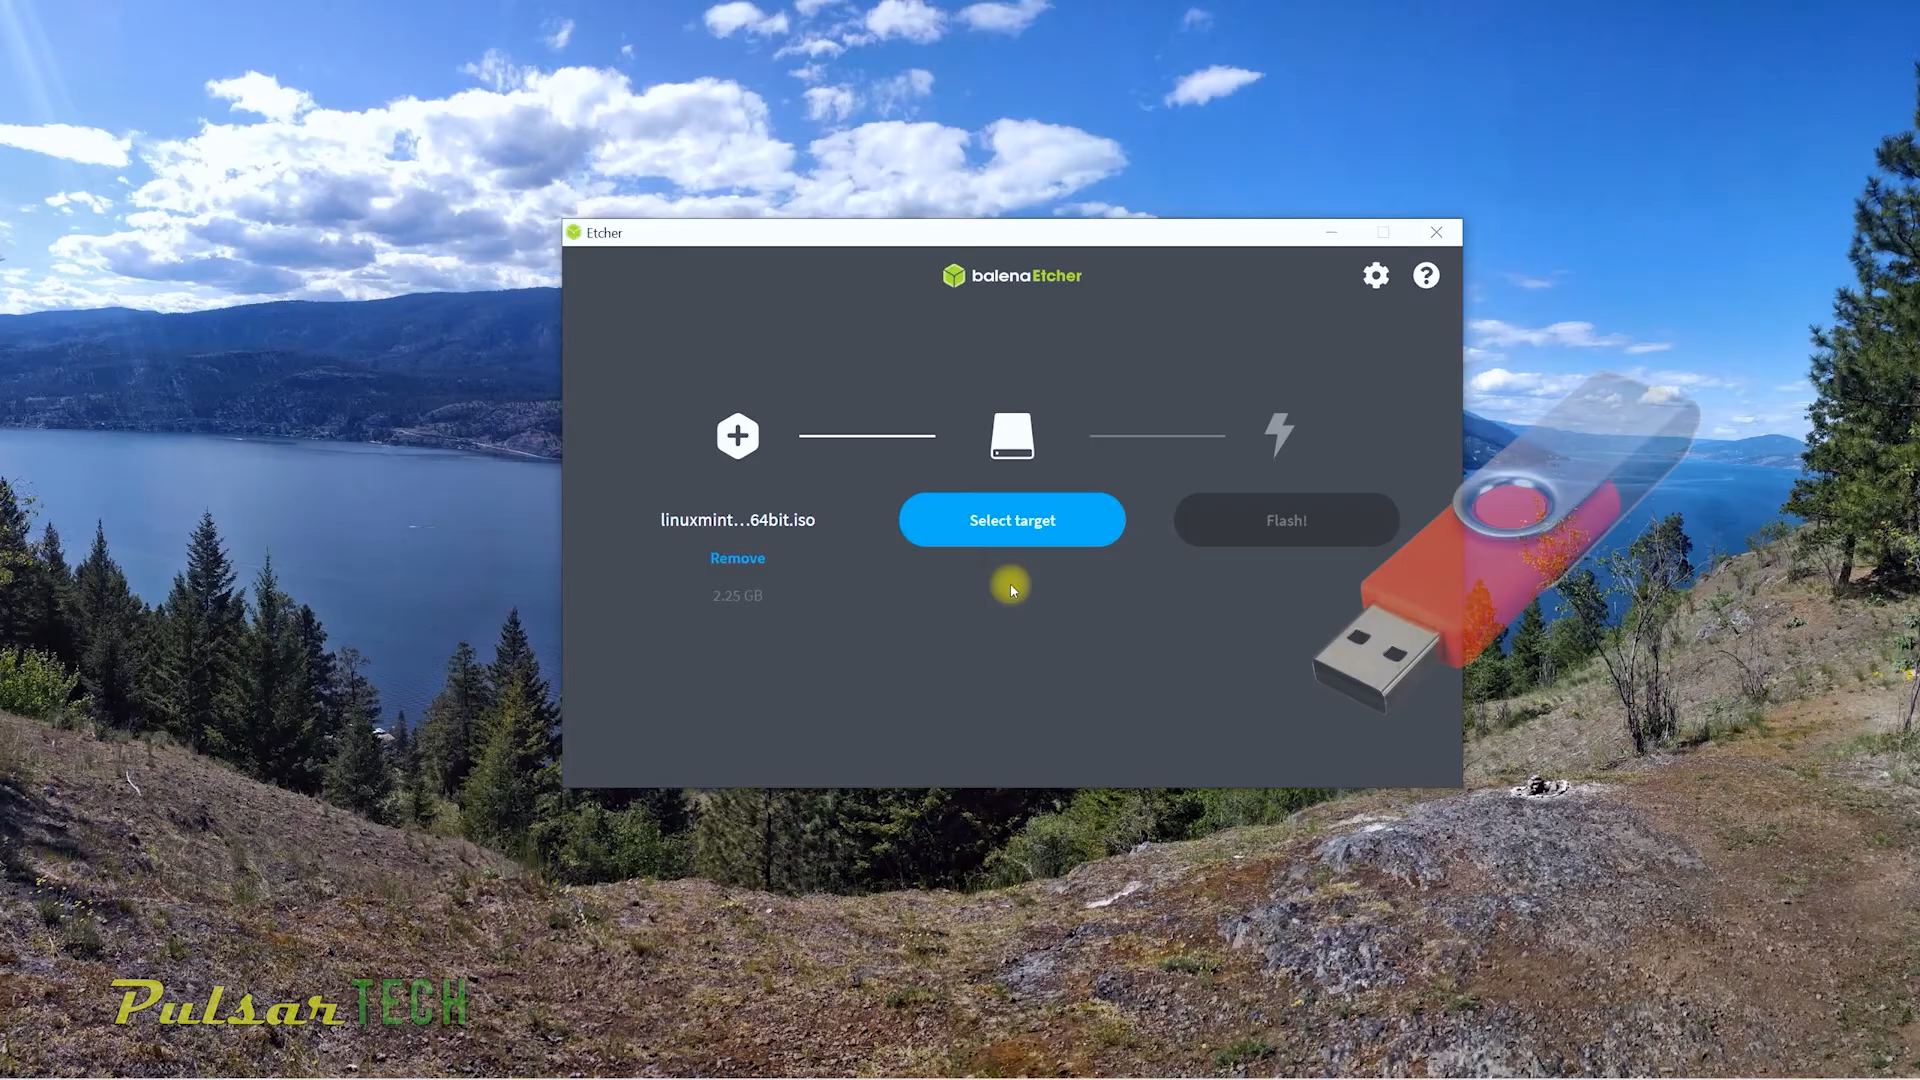 Etcher
balenaEtcher
linuxmint...64bit.iso
Select target
Flash!
Remove
2.25 GB
PulsarTECH